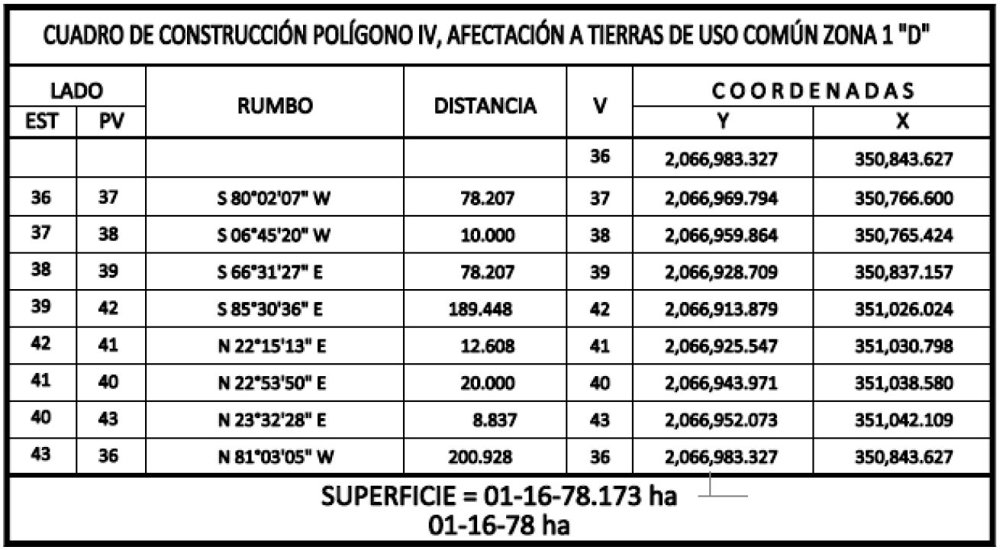 CUADRO DE CONSTRUCCIÓN POLÍGONO IV, AFECTACIÓN A TIERRAS DE USO COMÚN ZONA 1 "D"
LADO RUMBO DISTANCIA V COORDENADAS
EST PV Y X
36 2,066,983.327 350,843.627
36 37 S 80°02'07" W 78.207 37 2,066,969.794 350,766.600
37 38 S 06°45'20" W 10.000 38 2,066,959.864 350,765.424
38 39 S 66°31'27" E 78.207 39 2,066,928.709 350,837.157
39 42 S 85°30'36" E 189.448 42 2,066,913.879 351,026.024
42 41 N 22°15'13" E 12.608 41 2,066,925.547 351,030.798
41 40 N 22°53'50" E 20.000 40 2,066,943.971 351,038.580
40 43 N 23°32'28" E 8.837 43 2,066,952.073 351,042.109
43 36 N 81°03'05" W 200.928 36 2,066,983.327 350,843.627
SUPERFICIE = 01-16-78.173 ha
01-16-78 ha